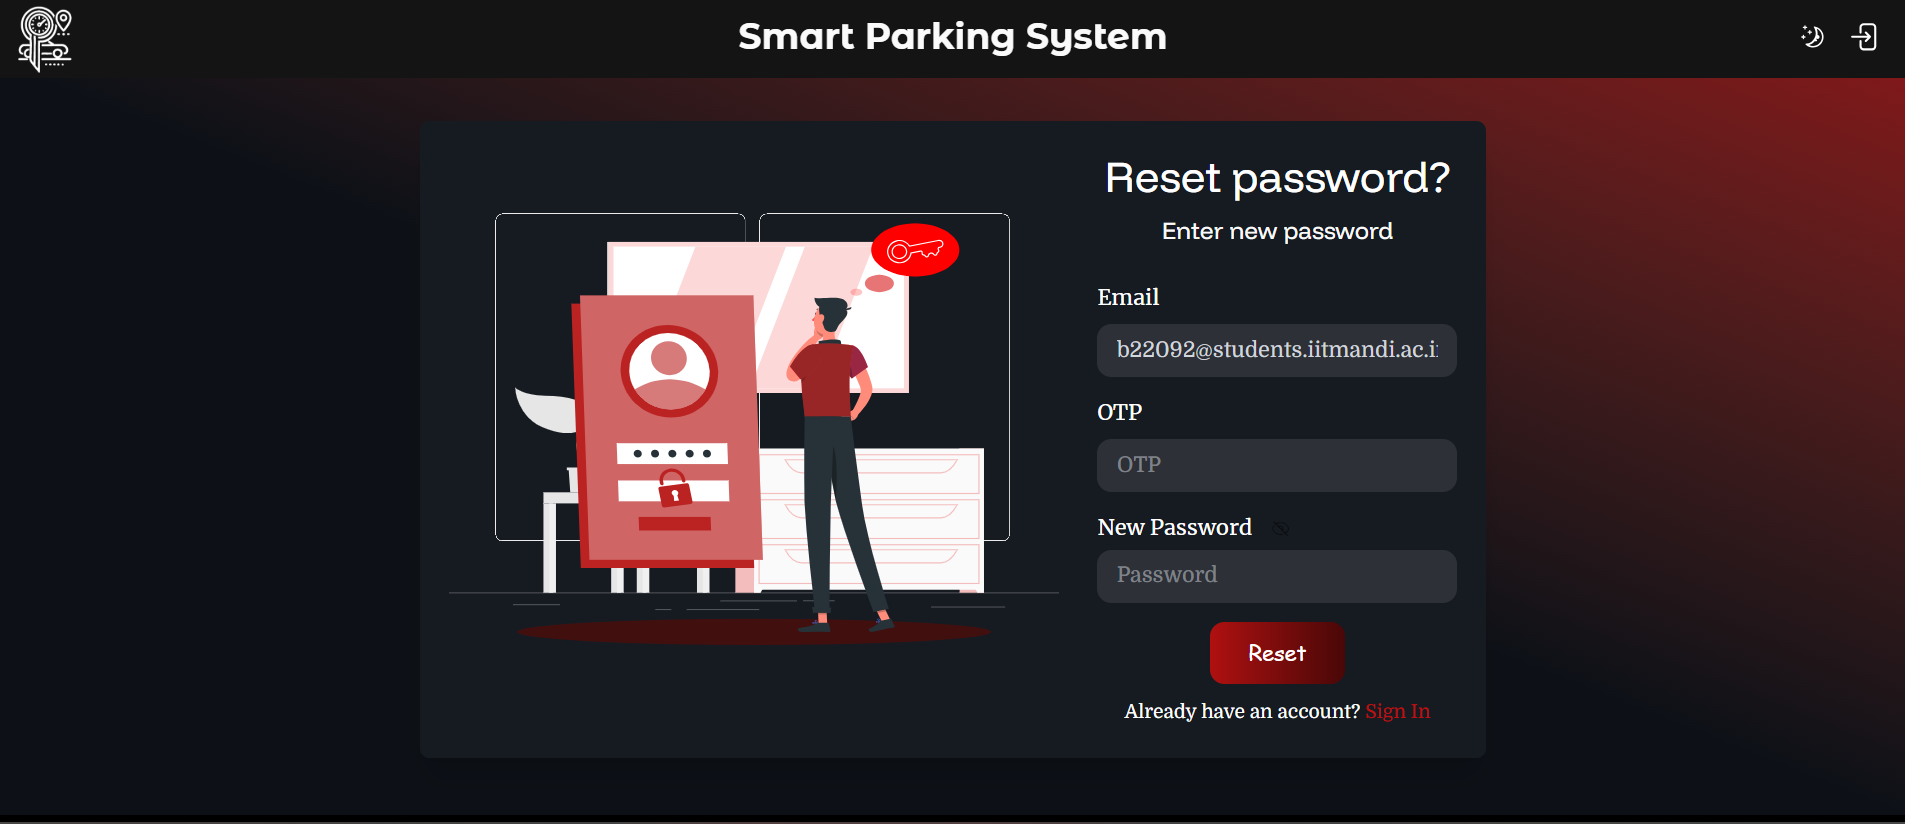 Smart Parking System
Reset password?
Enter new password
Email
b22092@students.iitmandi.ac.i
OTP
OTP
New Password
Password
Reset
Already have an account? Sign In